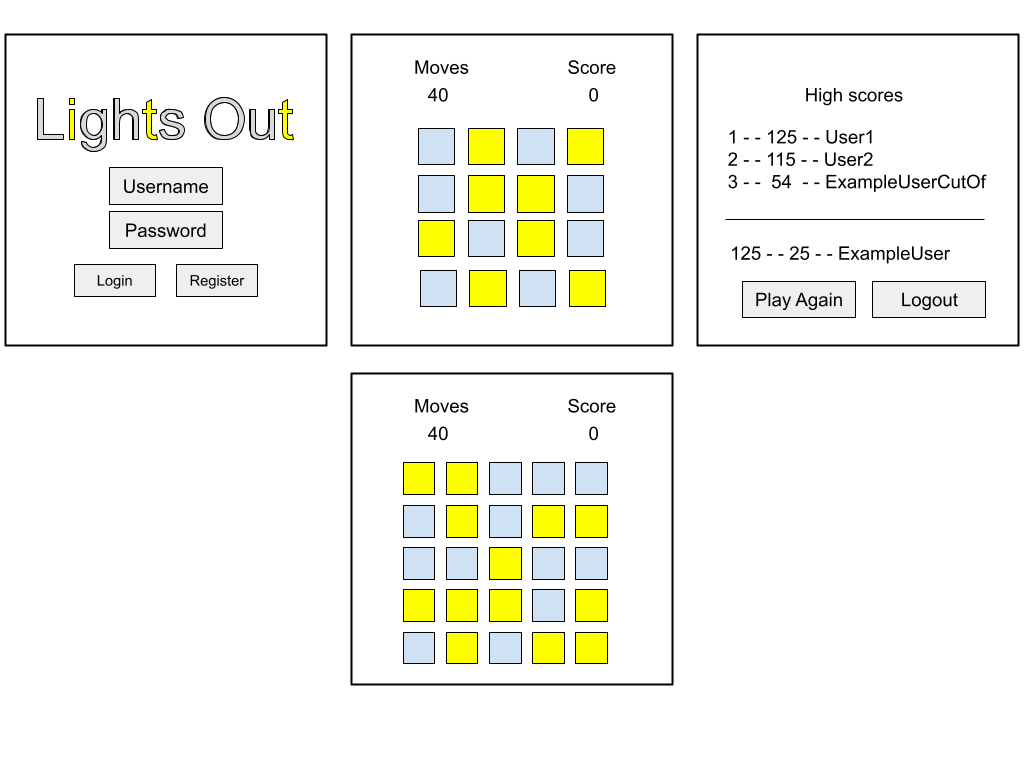 Lights Out
Username
Password
Login Register
Moves Score
40 0
High scores
1 - - 125 - - User1
2 - - 115 - - User2
3 - -  54  - - ExampleUserCutOf
125 - - 25 - - ExampleUser
Play Again Logout
Moves Score
40 0